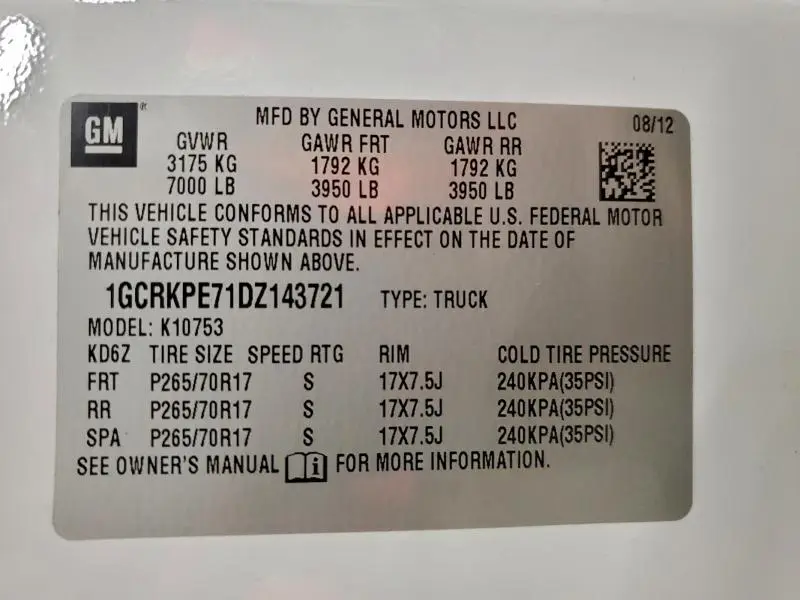 GM ® MFD BY GENERAL MOTORS LLC 08/12
GVWR GAWR FRT GAWR RR
3175 KG 1792 KG 1792 KG
7000 LB 3950 LB 3950 LB
THIS VEHICLE CONFORMS TO ALL APPLICABLE U.S. FEDERAL MOTOR
VEHICLE SAFETY STANDARDS IN EFFECT ON THE DATE OF
MANUFACTURE SHOWN ABOVE.
1GCRKPE71DZ143721 TYPE: TRUCK
MODEL: K10753
KD6Z TIRE SIZE SPEED RTG RIM COLD TIRE PRESSURE
FRT P265/70R17 S 17X7.5J 240KPA(35PSI)
RR P265/70R17 S 17X7.5J 240KPA(35PSI)
SPA P265/70R17 S 17X7.5J 240KPA(35PSI)
SEE OWNER'S MANUAL i FOR MORE INFORMATION.